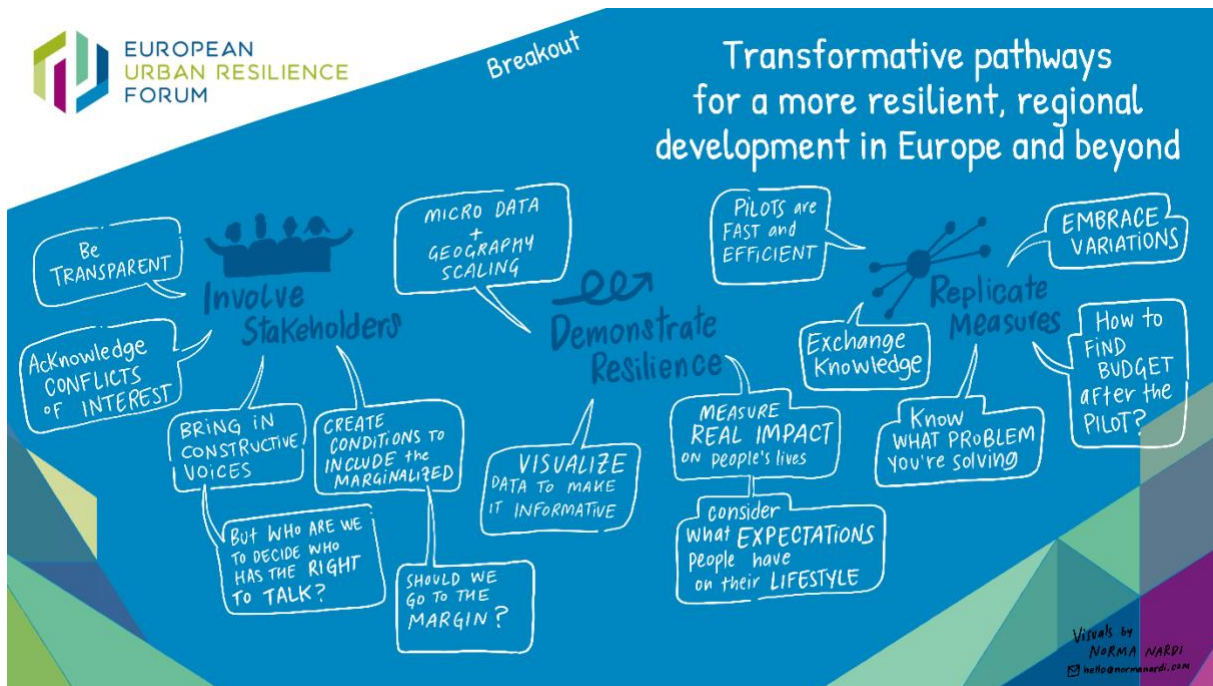 EUROPEAN
URBAN RESILIENCE
FORUM
Breakout
Transformative pathways
for a more resilient, regional
development in Europe and beyond
Be
TRANSPARENT
Involve
Stakeholders
Acknowledge
CONFLICTS
OF INTEREST
BRING IN
CONSTRUCTIVE
VOICES
BUT WHO ARE WE
TO DECIDE WHO
HAS THE RIGHT
TO TALK?
CREATE
CONDITIONS TO
INCLUDE the
MARGINALIZED
SHOULD WE
GO TO THE
MARGIN?
MICRO DATA
+
GEOGRAPHY
SCALING
Demonstrate
Resilience
VISUALIZE
DATA TO MAKE
IT INFORMATIVE
MEASURE
REAL IMPACT
ON people's lives
consider
what EXPECTATIONS
people have
on their LIFESTYLE
PILOTS are
FAST and
EFFICIENT
Replicate
Measures
EMBRACE
VARIATIONS
Exchange
Knowledge
Know
WHAT PROBLEM
you're solving
How to
FIND
BUDGET
after the
PILOT?
Visuals by
NORMA NARDI
hello@normanardi.com